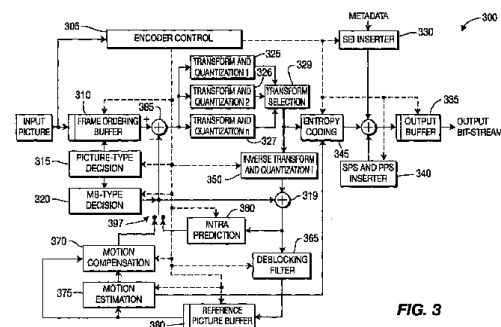 300
305
ENCODER CONTROL
METADATA
SEI INSERTER
330
TRANSFORM AND QUANTIZATION 1
325
TRANSFORM AND QUANTIZATION 2
326
329
TRANSFORM SELECTION
TRANSFORM AND QUANTIZATION n
327
310
INPUT PICTURE
FRAME ORDERING BUFFER
+
365
ENTROPY CODING
345
OUTPUT BUFFER
335
OUTPUT BIT-STREAM
315
PICTURE-TYPE DECISION
350
INVERSE TRANSFORM AND QUANTIZATION i
SPS AND PPS INSERTER
340
320
MB-TYPE DECISION
319
397
INTRA PREDICTION
360
370
MOTION COMPENSATION
DEBLOCKING FILTER
365
375
MOTION ESTIMATION
REFERENCE PICTURE BUFFER
380
FIG. 3